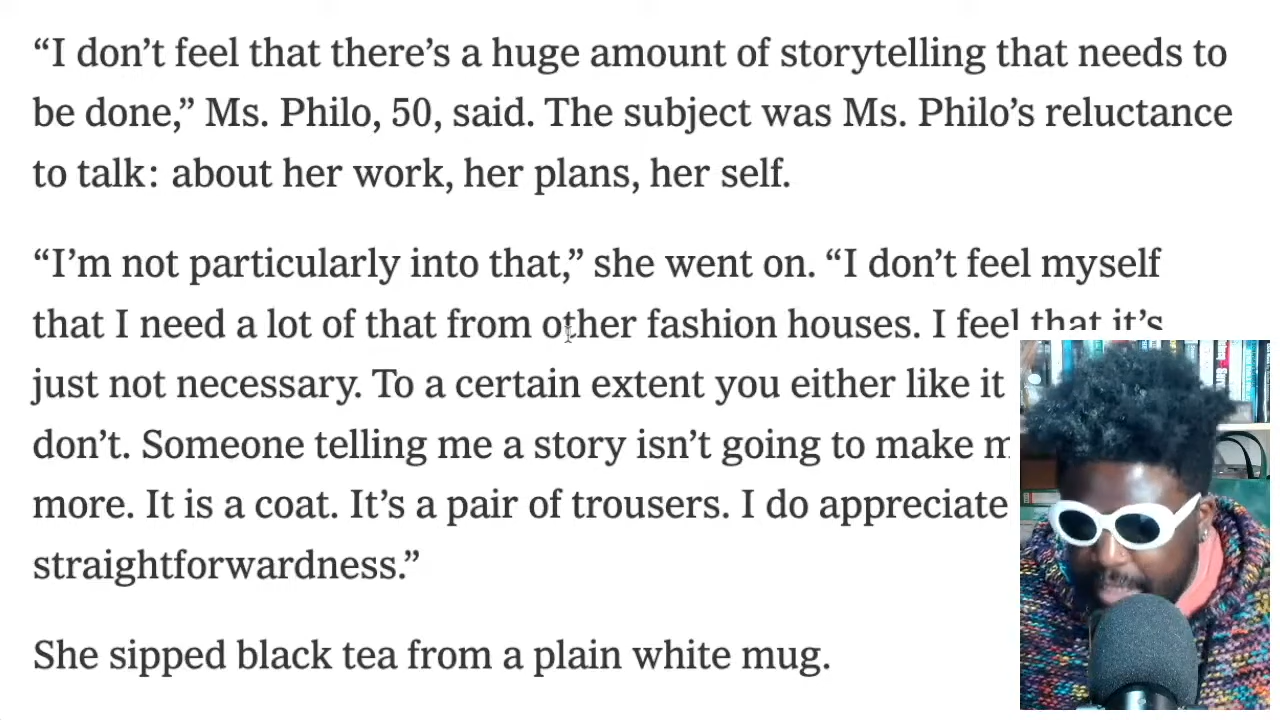 “I don’t feel that there’s a huge amount of storytelling that needs to
be done,” Ms. Philo, 50, said. The subject was Ms. Philo’s reluctance
to talk: about her work, her plans, her self.
“I’m not particularly into that,” she went on. “I don’t feel myself
that I need a lot of that from other fashion houses. I feel that it’s
just not necessary. To a certain extent you either like it
don’t. Someone telling me a story isn’t going to make
more. It is a coat. It’s a pair of trousers. I do appreciate
straightforwardness.”
She sipped black tea from a plain white mug.